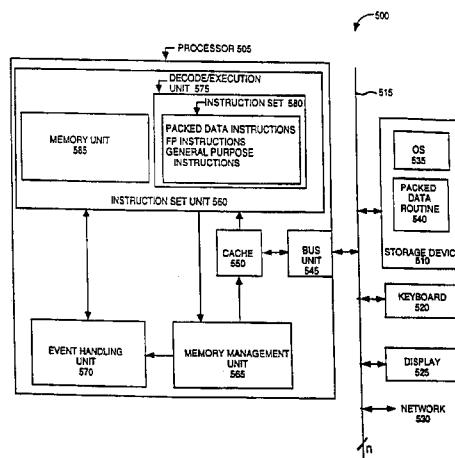 500
PROCESSOR 505
DECODE/EXECUTION
UNIT 575
INSTRUCTION SET 580
PACKED DATA INSTRUCTIONS
FP INSTRUCTIONS
GENERAL PURPOSE
INSTRUCTIONS
MEMORY UNIT
585
INSTRUCTION SET UNIT 560
515
OS
535
PACKED
DATA
ROUTINE
540
STORAGE DEVICE
510
CACHE
550
BUS
UNIT
545
KEYBOARD
520
EVENT HANDLING
UNIT
570
MEMORY MANAGEMENT
UNIT
565
DISPLAY
525
NETWORK
530
n